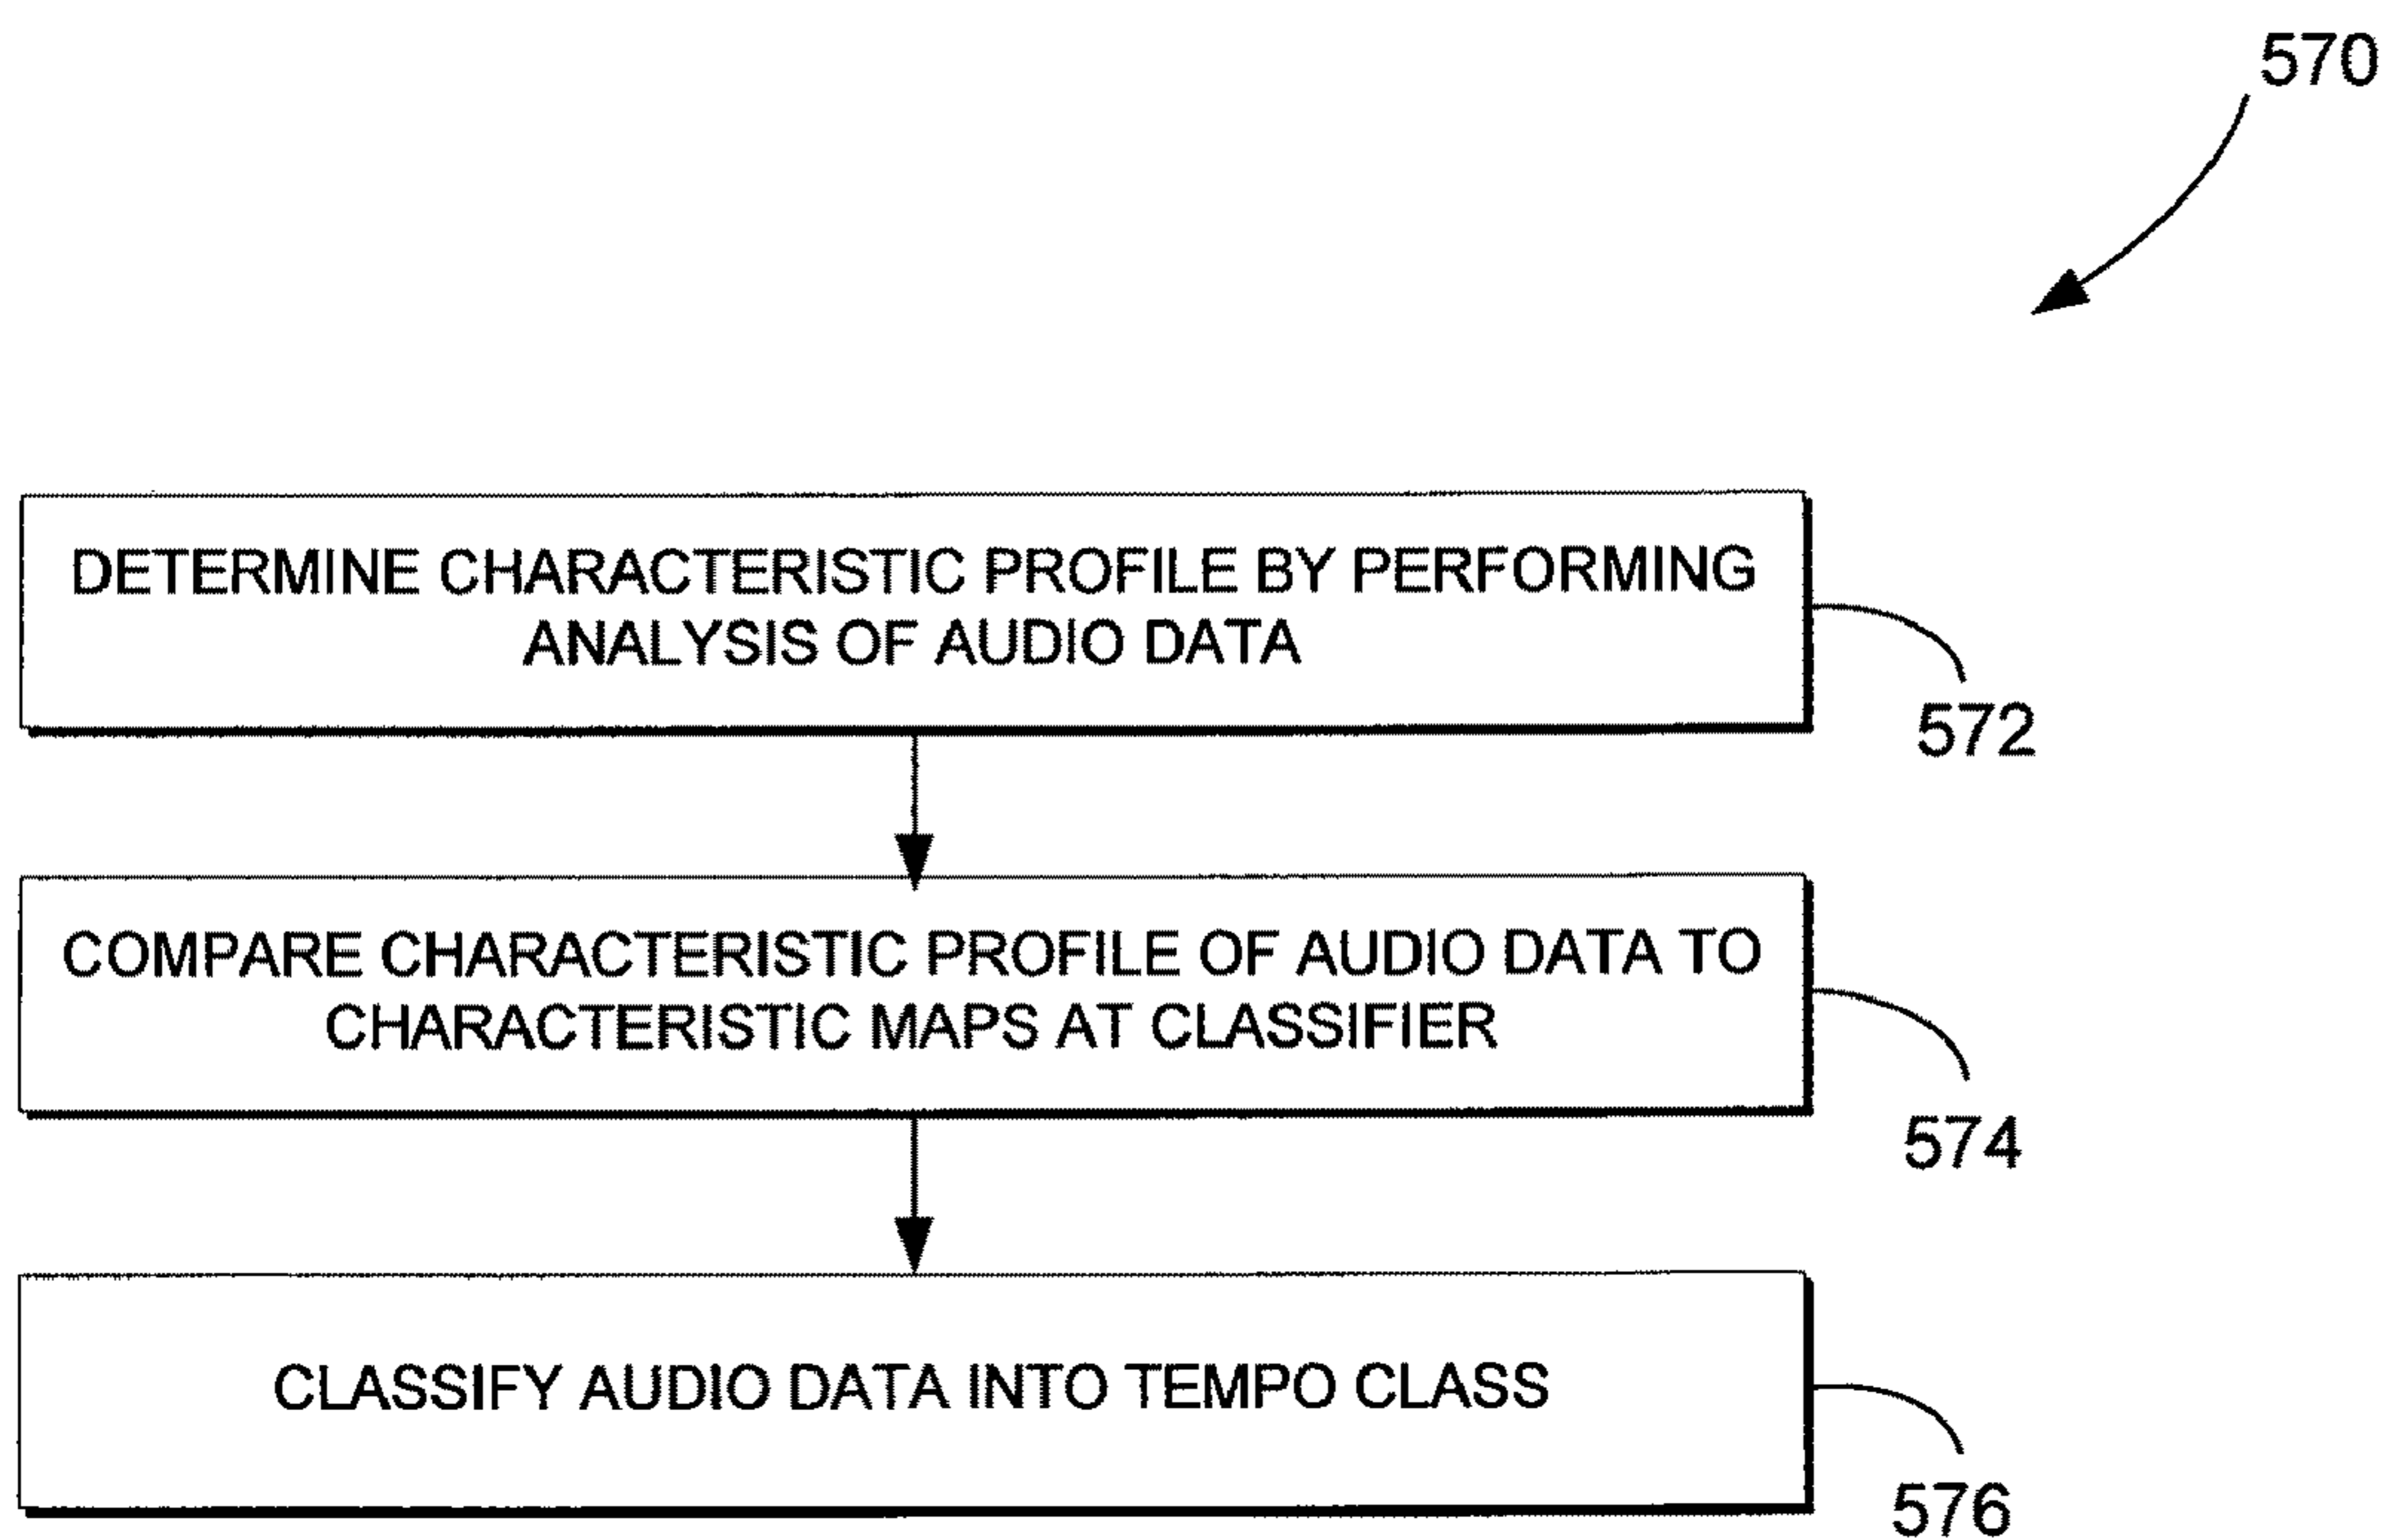 570
DETERMINE CHARACTERISTIC PROFILE BY PERFORMING
ANALYSIS OF AUDIO DATA
572
COMPARE CHARACTERISTIC PROFILE OF AUDIO DATA TO
CHARACTERISTIC MAPS AT CLASSIFIER
574
CLASSIFY AUDIO DATA INTO TEMPO CLASS
576